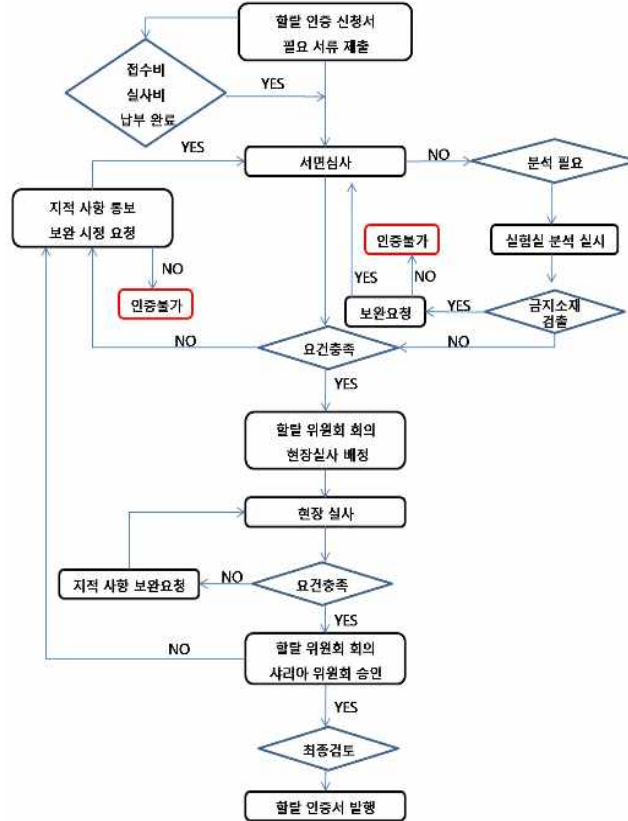 할랄 인증 신청서
필요 서류 제출
접수비
실사비
납부 완료
YES
YES
서면심사
NO
분석 필요
지적 사항 통보
보완 시정 요청
NO
인증불가
인증불가
YES
NO
실험실 분석 실시
보완요청
YES
금지소재
검출
NO
요건충족
NO
YES
할랄 위원회 회의
현장실사 배정
현장 실사
지적 사항 보완요청
NO
요건충족
YES
NO
할랄 위원회 회의
샤리아 위원회 승인
YES
최종검토
할랄 인증서 발행